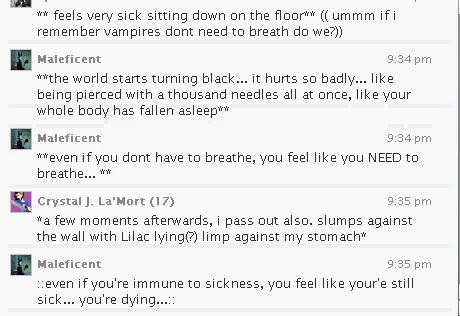 ** feels very sick sitting down on the floor** (( ummm if i
remember vampires dont need to breath do we?))
Maleficent 9:34 pm
**the world starts turning black... it hurts so badly... like
being pierced with a thousand needles all at once, like your
whole body has fallen asleep**
Maleficent 9:34 pm
**even if you dont have to breathe, you feel like you NEED to
breathe... **
Crystal J. La'Mort (17) 9:35 pm
*a few moments afterwards, i pass out also. slumps against
the wall with Lilac lying(?) limp against my stomach*
Maleficent 9:35 pm
::even if you're immune to sickness, you feel like your'e still
sick... you're dying...::